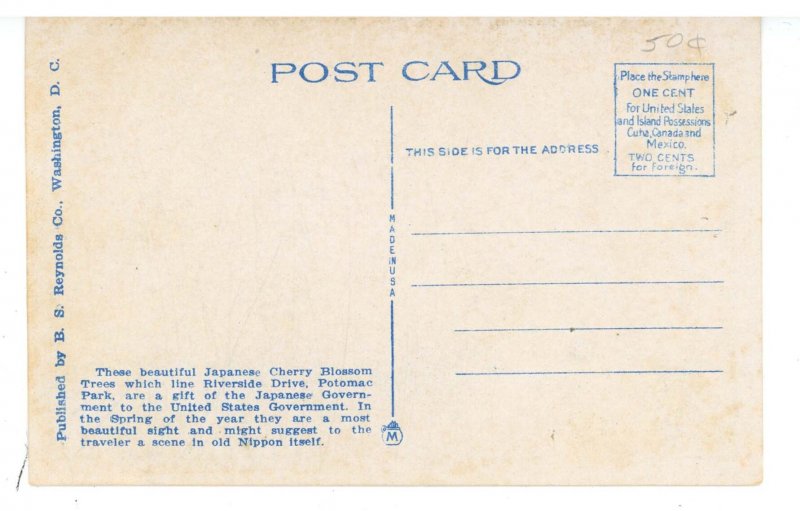 50¢
POST CARD
Place the Stamp here
ONE CENT
For United States
and Island Possessions
Cuba, Canada and
Mexico.
TWO CENTS
for Foreign.
THIS SIDE IS FOR THE ADDRESS
MADE IN USA
Published by B. S. Reynolds Co., Washington, D. C.
These beautiful Japanese Cherry Blossom
Trees which line Riverside Drive, Potomac
Park, are a gift of the Japanese Govern-
ment to the United States Government. In
the Spring of the year they are a most
beautiful sight and might suggest to the
traveler a scene in old Nippon itself.
M